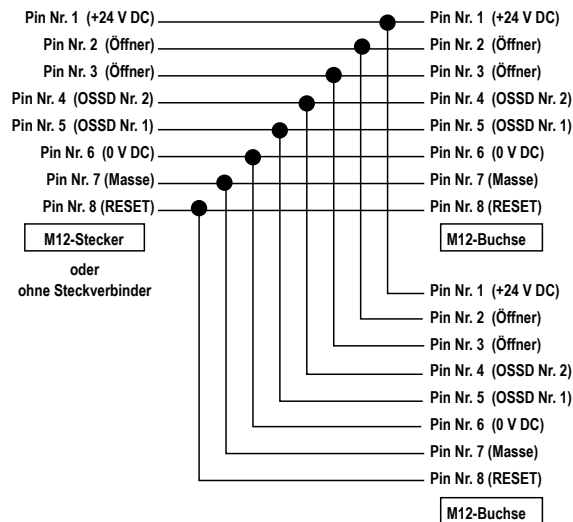 Pin Nr. 1 (+24 V DC)
Pin Nr. 2 (Öffner)
Pin Nr. 3 (Öffner)
Pin Nr. 4 (OSSD Nr. 2)
Pin Nr. 5 (OSSD Nr. 1)
Pin Nr. 6 (0 V DC)
Pin Nr. 7 (Masse)
Pin Nr. 8 (RESET)
M12-Stecker
oder
ohne Steckverbinder
Pin Nr. 1 (+24 V DC)
Pin Nr. 2 (Öffner)
Pin Nr. 3 (Öffner)
Pin Nr. 4 (OSSD Nr. 2)
Pin Nr. 5 (OSSD Nr. 1)
Pin Nr. 6 (0 V DC)
Pin Nr. 7 (Masse)
Pin Nr. 8 (RESET)
M12-Buchse
Pin Nr. 1 (+24 V DC)
Pin Nr. 2 (Öffner)
Pin Nr. 3 (Öffner)
Pin Nr. 4 (OSSD Nr. 2)
Pin Nr. 5 (OSSD Nr. 1)
Pin Nr. 6 (0 V DC)
Pin Nr. 7 (Masse)
Pin Nr. 8 (RESET)
M12-Buchse